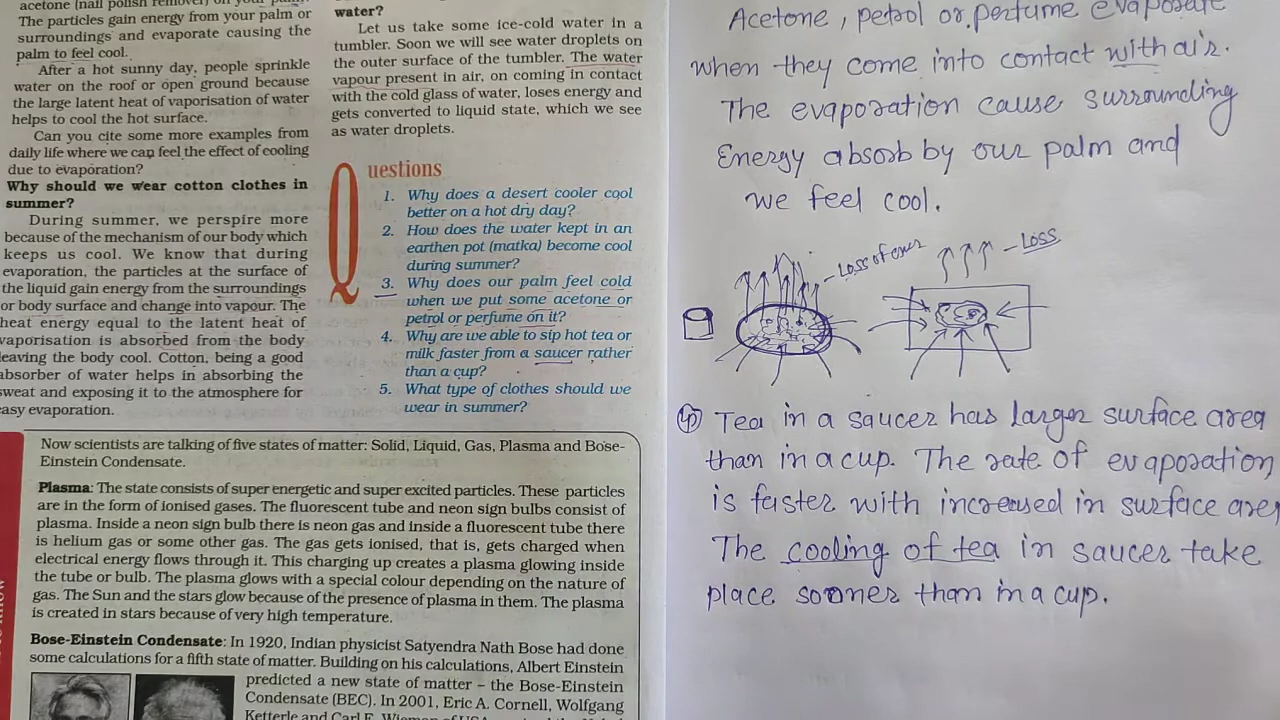 acetone (nail polish remover) on your palm.
The particles gain energy from your palm or
surroundings and evaporate causing the
palm to feel cool.
After a hot sunny day, people sprinkle
water on the roof or open ground because
the large latent heat of vaporisation of water
helps to cool the hot surface.
Can you cite some more examples from
daily life where we can feel the effect of cooling
due to evaporation?
Why should we wear cotton clothes in
summer?
During summer, we perspire more
because of the mechanism of our body which
keeps us cool. We know that during
evaporation, the particles at the surface of
the liquid gain energy from the surroundings
or body surface and change into vapour. The
heat energy equal to the latent heat of
vaporisation is absorbed from the body
leaving the body cool. Cotton, being a good
absorber of water helps in absorbing the
sweat and exposing it to the atmosphere for
easy evaporation.
water?
Let us take some ice-cold water in a
tumbler. Soon we will see water droplets on
the outer surface of the tumbler. The water
vapour present in air, on coming in contact
with the cold glass of water, loses energy and
gets converted to liquid state, which we see
as water droplets.
Questions
1. Why does a desert cooler cool
better on a hot dry day?
2. How does the water kept in an
earthen pot (matka) become cool
during summer?
3. Why does our palm feel cold
when we put some acetone or
petrol or perfume on it?
4. Why are we able to sip hot tea or
milk faster from a saucer rather
than a cup?
5. What type of clothes should we
wear in summer?
Now scientists are talking of five states of matter: Solid, Liquid, Gas, Plasma and Bose-
Einstein Condensate.
Plasma: The state consists of super energetic and super excited particles. These particles
are in the form of ionised gases. The fluorescent tube and neon sign bulbs consist of
plasma. Inside a neon sign bulb there is neon gas and inside a fluorescent tube there
is helium gas or some other gas. The gas gets ionised, that is, gets charged when
electrical energy flows through it. This charging up creates a plasma glowing inside
the tube or bulb. The plasma glows with a special colour depending on the nature of
gas. The Sun and the stars glow because of the presence of plasma in them. The plasma
is created in stars because of very high temperature.
Bose-Einstein Condensate: In 1920, Indian physicist Satyendra Nath Bose had done
some calculations for a fifth state of matter. Building on his calculations, Albert Einstein
predicted a new state of matter – the Bose-Einstein
Condensate (BEC). In 2001, Eric A. Cornell, Wolfgang
Ketterle and Carl E. Wieman of USA
Acetone, petrol or perfume evaporate
when they come into contact with air.
The evaporation cause surrounding
Energy absorb by our palm and
we feel cool.
- Loss of
- Loss
4 Tea in a saucer has larger surface area
than in a cup. The rate of evaporation
is faster with increased in surface area
The cooling of tea in saucer take
place sooner than in a cup.